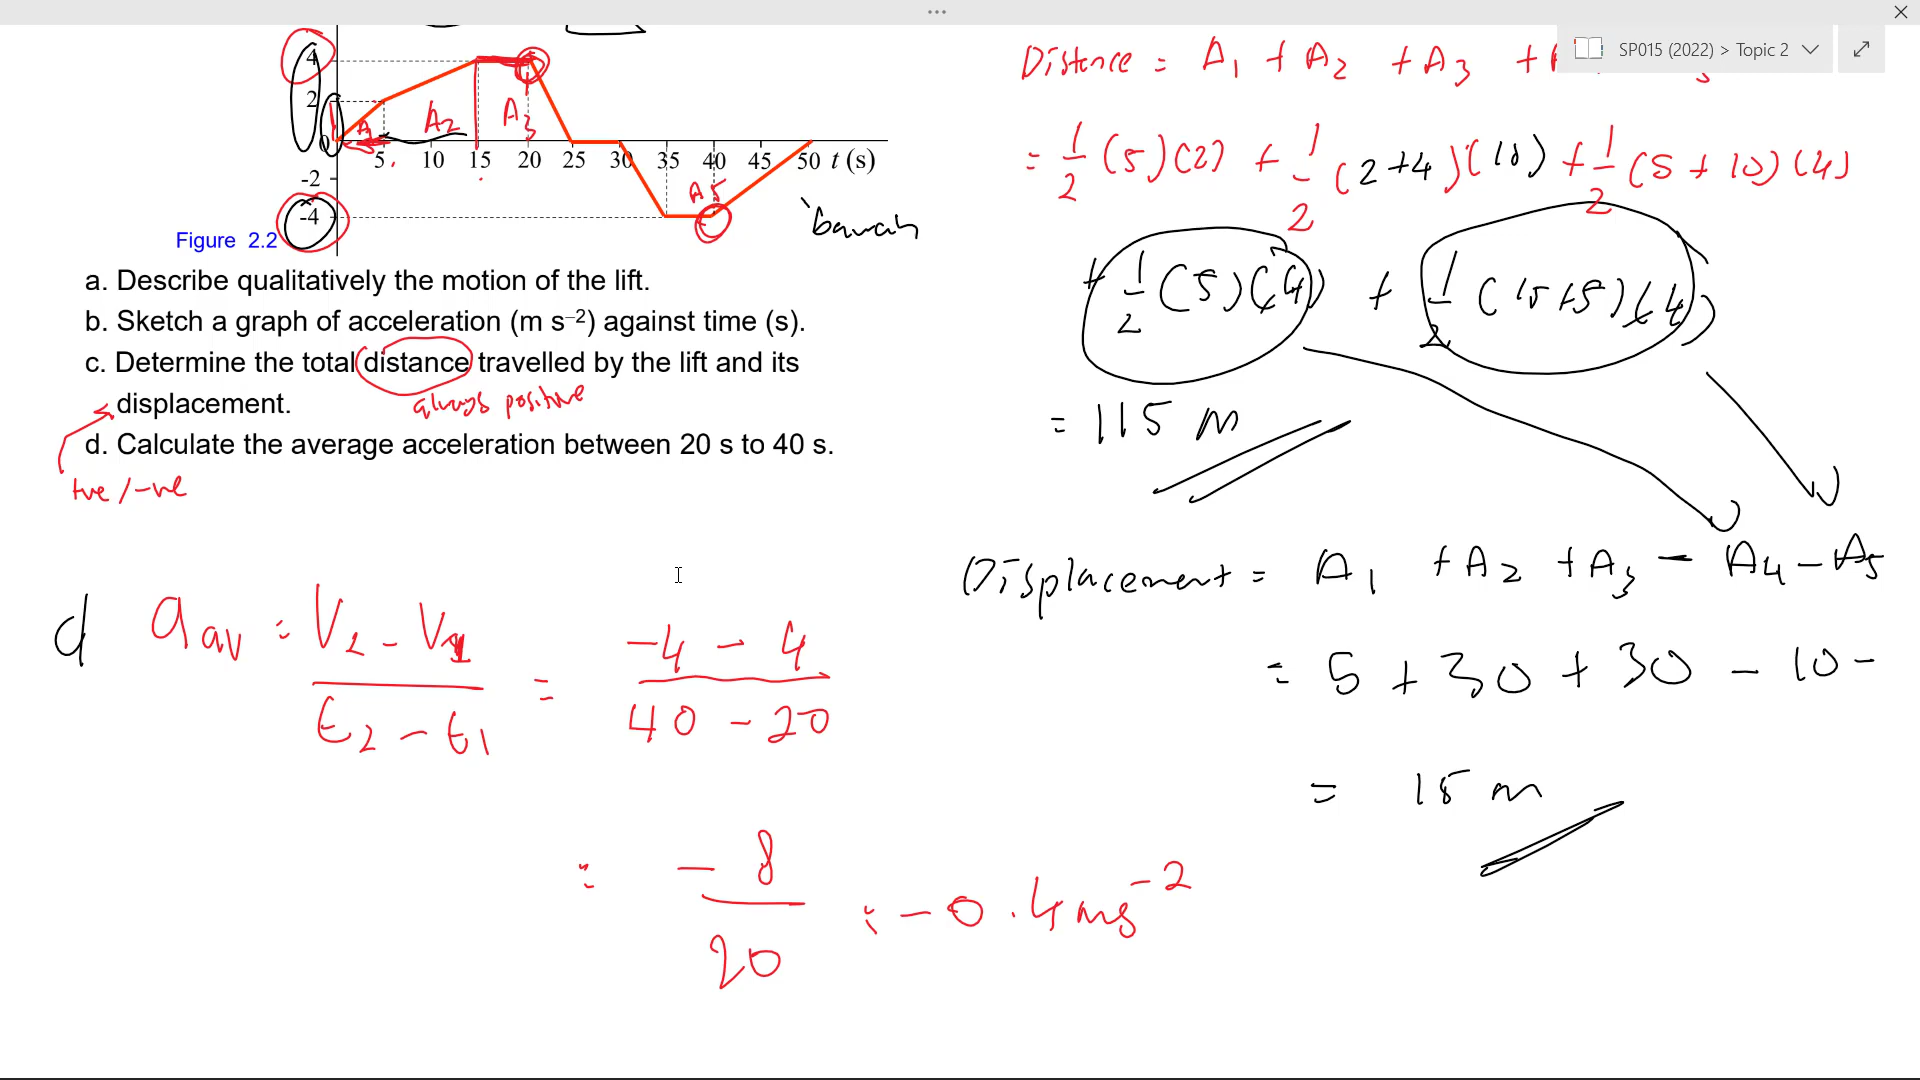 SP015 (2022) > Topic 2
4
2
0
-2
-4
A2
A3
A5
5 10 15 20 25 30 35 40 45 50 t (s)
bawah
Figure 2.2
a. Describe qualitatively the motion of the lift.
b. Sketch a graph of acceleration (m s⁻²) against time (s).
c. Determine the total distance travelled by the lift and its
displacement.
always positive
d. Calculate the average acceleration between 20 s to 40 s.
+ve / -ve
d aav = V2 - V1 / t2 - t1 = -4 - 4 / 40 - 20
= -8 / 20 = -0.4 ms⁻²
Distance = A1 + A2 + A3 +
= 1/2 (5)(2) + 1/2 (2+4)(10) + 1/2 (5 + 10)(4)
+ 1/2 (5)(4) + 1/2 (15+5)(4)
= 115 m
Displacement = A1 + A2 + A3 - A4 - A5
= 5 + 30 + 30 - 10 -
= 15 m